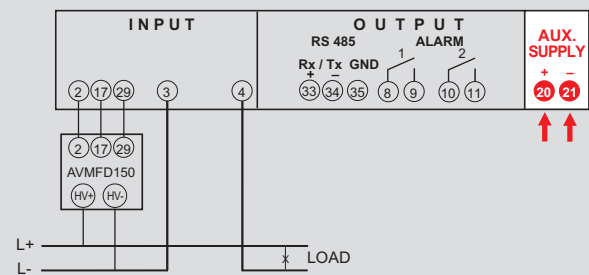 INPUT
OUTPUT
RS 485 ALARM
AUX.
SUPPLY
Rx / Tx GND 1 2
+ –
+ –
2 17 29 3 4 33 34 35 8 9 10 11 20 21
2 17 29
AVMFD150
HV+ HV-
L+
x LOAD
L-